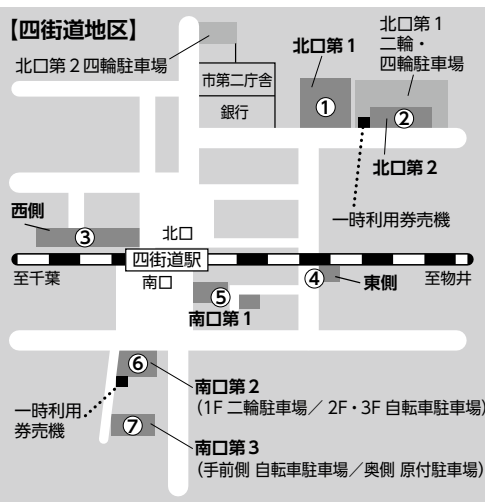 【四街道地区】
北口第2四輪駐車場
市第二庁舎
銀行
北口第1
①
北口第1
二輪・
四輪駐車場
②
北口第2
一時利用券売機
西側
③
北口
四街道駅
南口
至千葉
④
東側
至物井
⑤
南口第1
⑥
南口第2
(1F 二輪駐車場／2F・3F 自転車駐車場)
一時利用
券売機
⑦
南口第3
(手前側 自転車駐車場／奥側 原付駐車場)